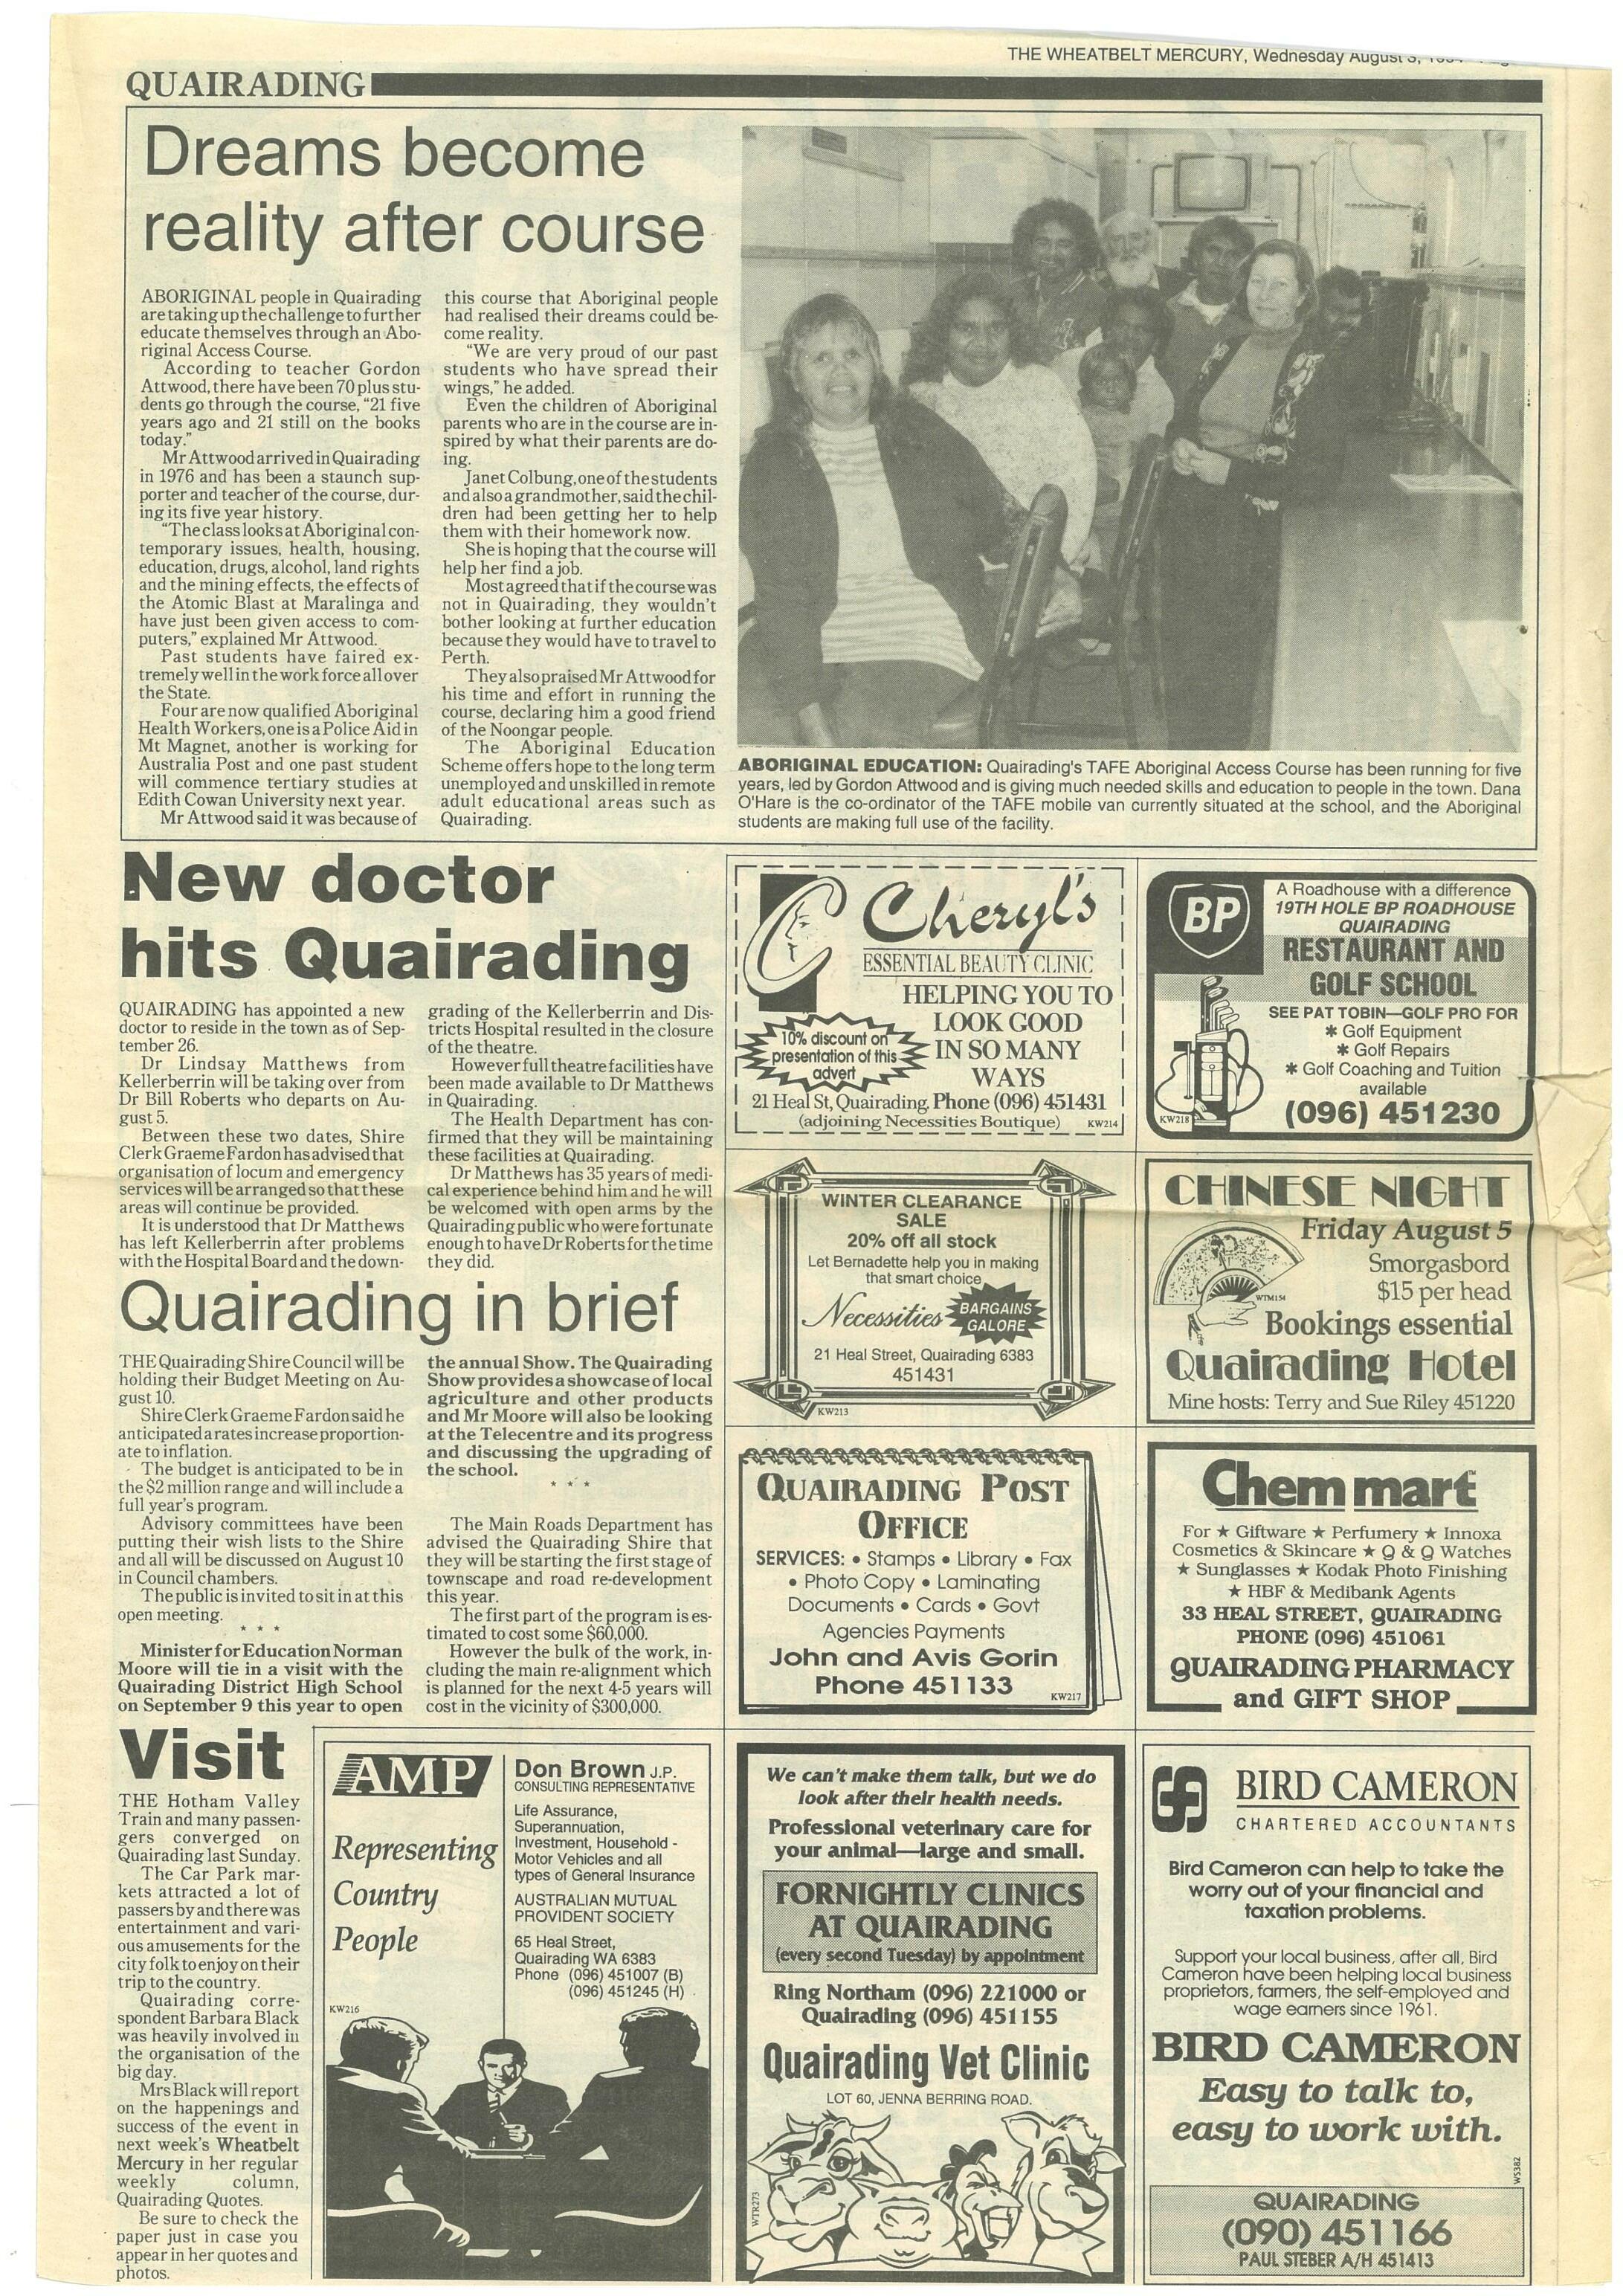 THE WHEATBELT MERCURY, Wednesday August 3,
QUAIRADING
Dreams become
reality after course
ABORIGINAL people in Quairading
are taking up the challenge to further
educate themselves through an Abo-
riginal Access Course.
According to teacher Gordon
Attwood, there have been 70 plus stu-
dents go through the course, "21 five
years ago and 21 still on the books
today."
Mr Attwood arrived in Quairading
in 1976 and has been a staunch sup-
porter and teacher of the course, dur-
ing its five year history.
"The class looks at Aboriginal con-
temporary issues, health, housing,
education, drugs, alcohol, land rights
and the mining effects, the effects of
the Atomic Blast at Maralinga and
have just been given access to com-
puters," explained Mr Attwood.
Past students have faired ex-
tremely well in the work force all over
the State.
Four are now qualified Aboriginal
Health Workers, one is a Police Aid in
Mt Magnet, another is working for
Australia Post and one past student
will commence tertiary studies at
Edith Cowan University next year.
Mr Attwood said it was because of
this course that Aboriginal people
had realised their dreams could be-
come reality.
"We are very proud of our past
students who have spread their
wings," he added.
Even the children of Aboriginal
parents who are in the course are in-
spired by what their parents are do-
ing.
Janet Colbung, one of the students
and also a grandmother, said the chil-
dren had been getting her to help
them with their homework now.
She is hoping that the course will
help her find a job.
Most agreed that if the course was
not in Quairading, they wouldn't
bother looking at further education
because they would have to travel to
Perth.
They also praised Mr Attwood for
his time and effort in running the
course, declaring him a good friend
of the Noongar people.
The Aboriginal Education
Scheme offers hope to the long term
unemployed and unskilled in remote
adult educational areas such as
Quairading.
ABORIGINAL EDUCATION: Quairading's TAFE Aboriginal Access Course has been running for five
years, led by Gordon Attwood and is giving much needed skills and education to people in the town. Dana
O'Hare is the co-ordinator of the TAFE mobile van currently situated at the school, and the Aboriginal
students are making full use of the facility.
New doctor
hits Quairading
QUAIRADING has appointed a new
doctor to reside in the town as of Sep-
tember 26.
Dr Lindsay Matthews from
Kellerberrin will be taking over from
Dr Bill Roberts who departs on Au-
gust 5.
Between these two dates, Shire
Clerk Graeme Fardon has advised that
organisation of locum and emergency
services will be arranged so that these
areas will continue be provided.
It is understood that Dr Matthews
has left Kellerberrin after problems
with the Hospital Board and the down-
grading of the Kellerberrin and Dis-
tricts Hospital resulted in the closure
of the theatre.
However full theatre facilities have
been made available to Dr Matthews
in Quairading.
The Health Department has con-
firmed that they will be maintaining
these facilities at Quairading.
Dr Matthews has 35 years of medi-
cal experience behind him and he will
be welcomed with open arms by the
Quairading public who were fortunate
enough to have Dr Roberts for the time
they did.
Quairading in brief
THE Quairading Shire Council will be
holding their Budget Meeting on Au-
gust 10.
Shire Clerk Graeme Fardon said he
anticipated a rates increase proportion-
ate to inflation.
The budget is anticipated to be in
the $2 million range and will include a
full year's program.
Advisory committees have been
putting their wish lists to the Shire
and all will be discussed on August 10
in Council chambers.
The public is invited to sit in at this
open meeting.
* * *
Minister for Education Norman
Moore will tie in a visit with the
Quairading District High School
on September 9 this year to open
the annual Show. The Quairading
Show provides a showcase of local
agriculture and other products
and Mr Moore will also be looking
at the Telecentre and its progress
and discussing the upgrading of
the school.
* * *
The Main Roads Department has
advised the Quairading Shire that
they will be starting the first stage of
townscape and road re-development
this year.
The first part of the program is es-
timated to cost some $60,000.
However the bulk of the work, in-
cluding the main re-alignment which
is planned for the next 4-5 years will
cost in the vicinity of $300,000.
Visit
THE Hotham Valley
Train and many passen-
gers converged on
Quairading last Sunday.
The Car Park mar-
kets attracted a lot of
passers by and there was
entertainment and vari-
ous amusements for the
city folk to enjoy on their
trip to the country.
Quairading corre-
spondent Barbara Black
was heavily involved in
the organisation of the
big day.
Mrs Black will report
on the happenings and
success of the event in
next week's Wheatbelt
Mercury in her regular
weekly column,
Quairading Quotes.
Be sure to check the
paper just in case you
appear in her quotes and
photos.
AMP
Representing
Country
People
KW216
Don Brown J.P.
CONSULTING REPRESENTATIVE
Life Assurance,
Superannuation,
Investment, Household -
Motor Vehicles and all
types of General Insurance
AUSTRALIAN MUTUAL
PROVIDENT SOCIETY
65 Heal Street,
Quairading WA 6383
Phone (096) 451007 (B)
(096) 451245 (H)
Cheryl's
ESSENTIAL BEAUTY CLINIC
HELPING YOU TO
LOOK GOOD
IN SO MANY
WAYS
10% discount on
presentation of this
advert
21 Heal St, Quairading Phone (096) 451431
(adjoining Necessities Boutique) KW214
BP
A Roadhouse with a difference
19TH HOLE BP ROADHOUSE
QUAIRADING
RESTAURANT AND
GOLF SCHOOL
SEE PAT TOBIN—GOLF PRO FOR
* Golf Equipment
* Golf Repairs
* Golf Coaching and Tuition
available
(096) 451230
KW218
WINTER CLEARANCE
SALE
20% off all stock
Let Bernadette help you in making
that smart choice
Necessities
BARGAINS
GALORE
21 Heal Street, Quairading 6383
451431
KW213
CHINESE NIGHT
Friday August 5
Smorgasbord
$15 per head
WTM154
Bookings essential
Quairading Hotel
Mine hosts: Terry and Sue Riley 451220
QUAIRADING POST
OFFICE
SERVICES: • Stamps • Library • Fax
• Photo Copy • Laminating
Documents • Cards • Govt
Agencies Payments
John and Avis Gorin
Phone 451133
KW217
Chem mart
For ★ Giftware ★ Perfumery ★ Innoxa
Cosmetics & Skincare ★ Q & Q Watches
★ Sunglasses ★ Kodak Photo Finishing
★ HBF & Medibank Agents
33 HEAL STREET, QUAIRADING
PHONE (096) 451061
QUAIRADING PHARMACY
and GIFT SHOP
We can't make them talk, but we do
look after their health needs.
Professional veterinary care for
your animal—large and small.
FORNIGHTLY CLINICS
AT QUAIRADING
(every second Tuesday) by appointment
Ring Northam (096) 221000 or
Quairading (096) 451155
Quairading Vet Clinic
LOT 60, JENNA BERRING ROAD.
WTR273
BIRD CAMERON
CHARTERED ACCOUNTANTS
Bird Cameron can help to take the
worry out of your financial and
taxation problems.
Support your local business, after all, Bird
Cameron have been helping local business
proprietors, farmers, the self-employed and
wage earners since 1961.
BIRD CAMERON
Easy to talk to,
easy to work with.
WS382
QUAIRADING
(090) 451166
PAUL STEBER A/H 451413